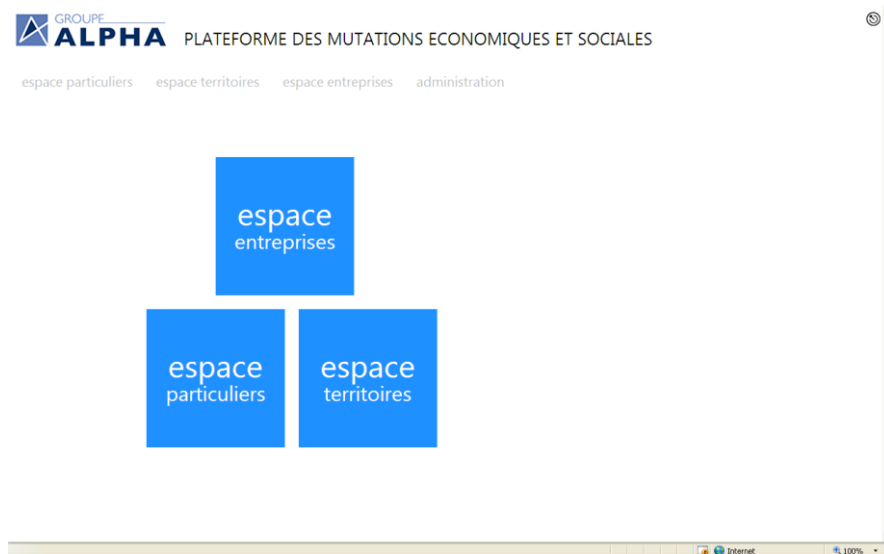 GROUPE
ALPHA PLATEFORME DES MUTATIONS ECONOMIQUES ET SOCIALES
espace particuliers espace territoires espace entreprises administration
espace
entreprises
espace
particuliers
espace
territoires
Internet 100%